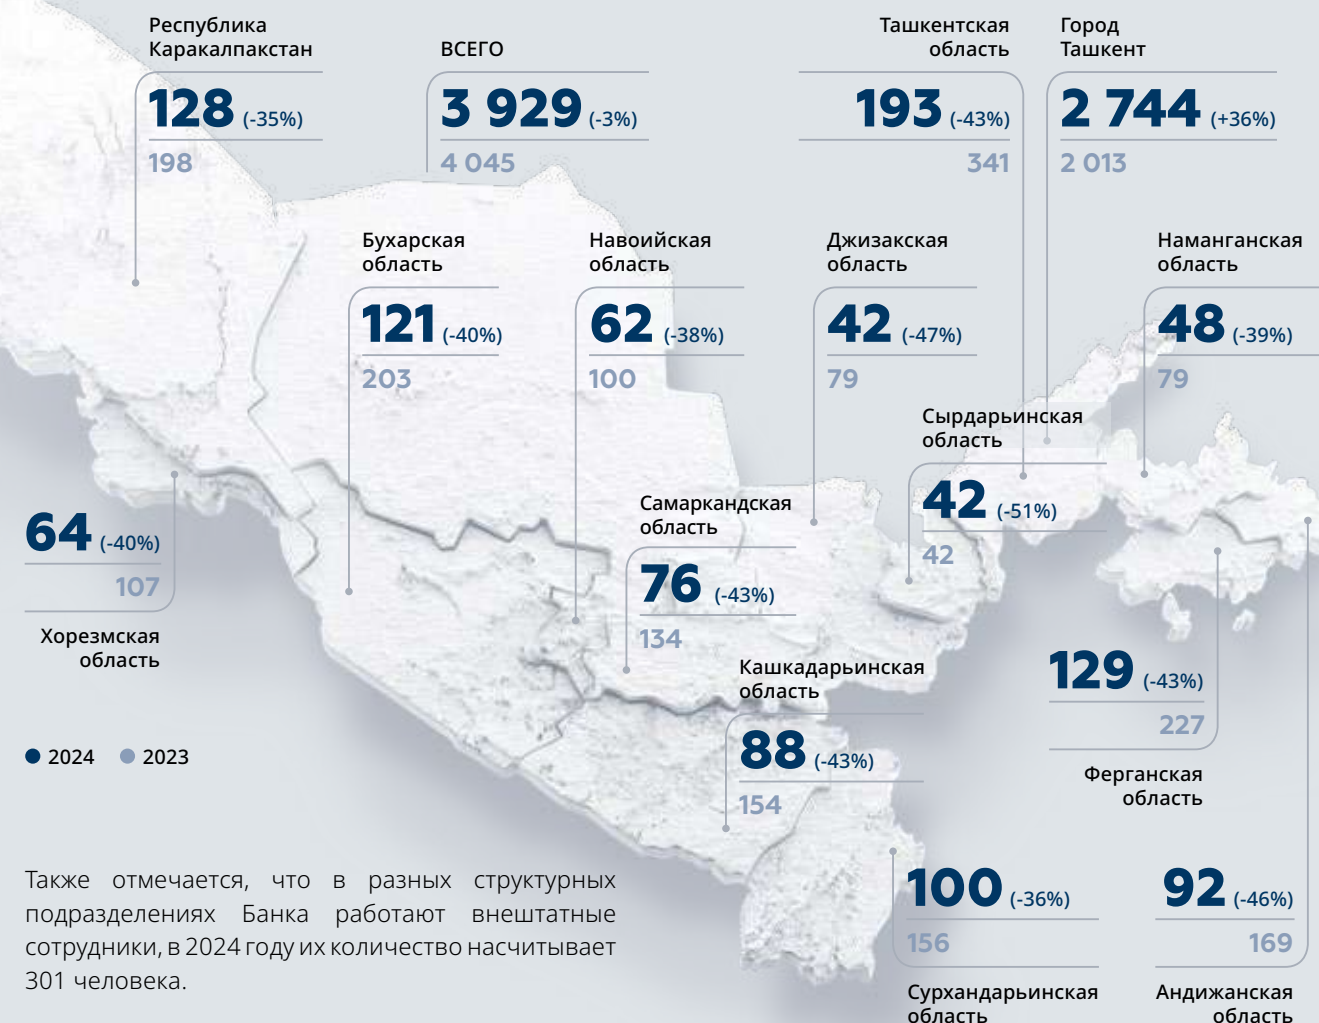 Республика
Каракалпакстан
128 (-35%)
198
ВСЕГО
3 929 (-3%)
4 045
Ташкентская
область
193 (-43%)
341
Город
Ташкент
2 744 (+36%)
2 013
Бухарская
область
121 (-40%)
203
Навоийская
область
62 (-38%)
100
Джизакская
область
42 (-47%)
79
Наманганская
область
48 (-39%)
79
Сырдарьинская
область
42 (-51%)
42
Самаркандская
область
76 (-43%)
134
64 (-40%)
107
Хорезмская
область
Кашкадарьинская
область
88 (-43%)
154
129 (-43%)
227
Ферганская
область
2024 2023
100 (-36%)
156
Сурхандарьинская
область
92 (-46%)
169
Андижанская
область
Также отмечается, что в разных структурных
подразделениях Банка работают внештатные
сотрудники, в 2024 году их количество насчитывает
301 человека.